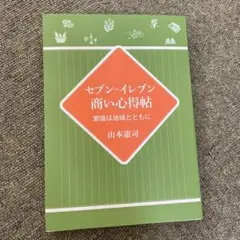 セブン-イレブン
商い心得帖
繁盛は地域とともに
山本憲司